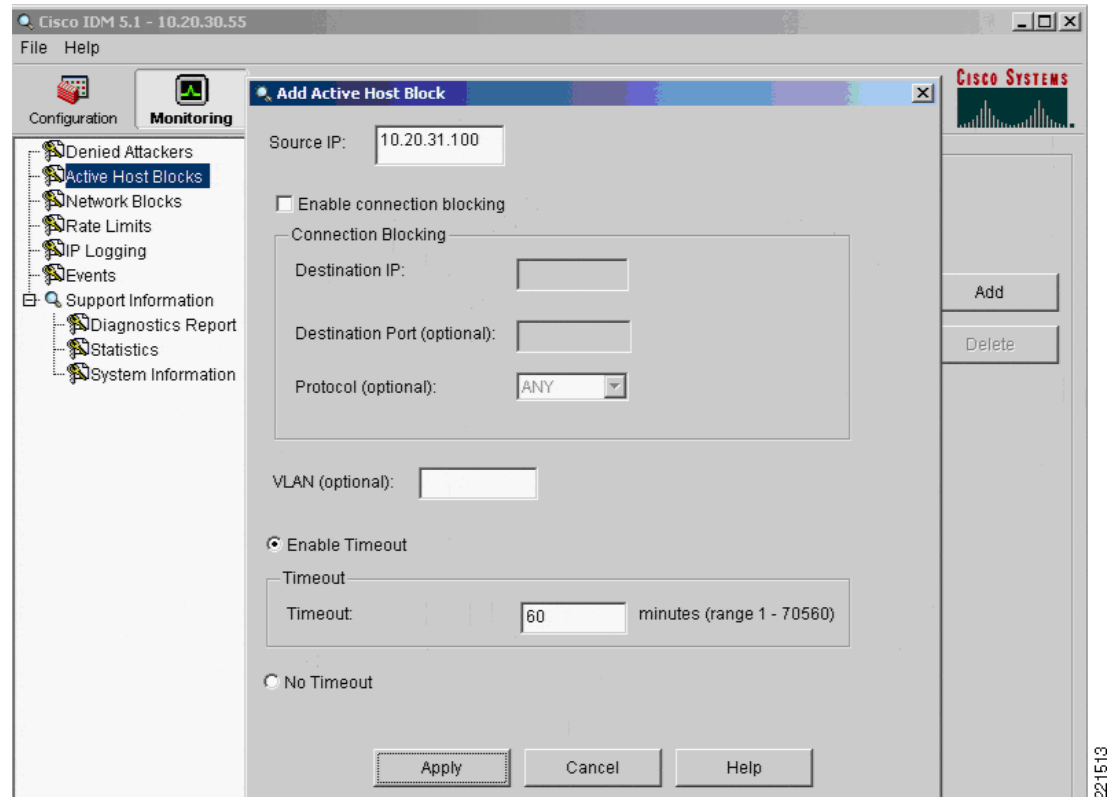 Cisco IDM 5.1 - 10.20.30.55
File Help
Configuration
Monitoring
CISCO SYSTEMS
Denied Attackers
Active Host Blocks
Network Blocks
Rate Limits
IP Logging
Events
Support Information
Diagnostics Report
Statistics
System Information
Add Active Host Block
Source IP: 10.20.31.100
Enable connection blocking
Connection Blocking
Destination IP:
Destination Port (optional):
Protocol (optional): ANY
VLAN (optional):
Enable Timeout
Timeout
Timeout: 60 minutes (range 1 - 70560)
No Timeout
Apply Cancel Help
Add
Delete
221513